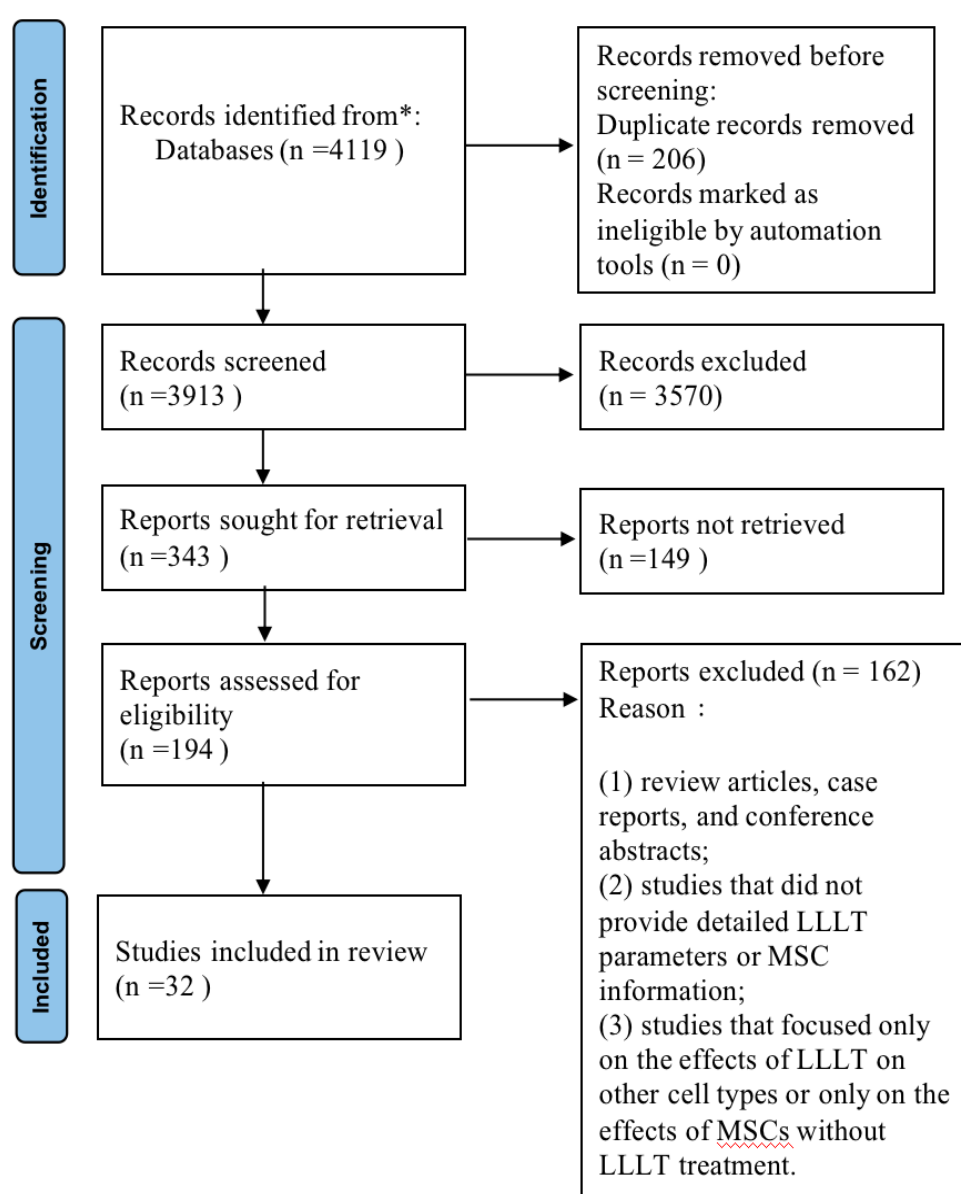 Identification
Records identified from*:
Databases (n =4119 )
Records removed before
screening:
Duplicate records removed
(n = 206)
Records marked as
ineligible by automation
tools (n = 0)
Screening
Records screened
(n =3913 )
Records excluded
(n = 3570)
Reports sought for retrieval
(n =343 )
Reports not retrieved
(n =149 )
Reports assessed for
eligibility
(n =194 )
Reports excluded (n = 162)
Reason :
(1) review articles, case
reports, and conference
abstracts;
(2) studies that did not
provide detailed LLLT
parameters or MSC
information;
(3) studies that focused only
on the effects of LLLT on
other cell types or only on the
effects of MSCs without
LLLT treatment.
Included
Studies included in review
(n =32 )